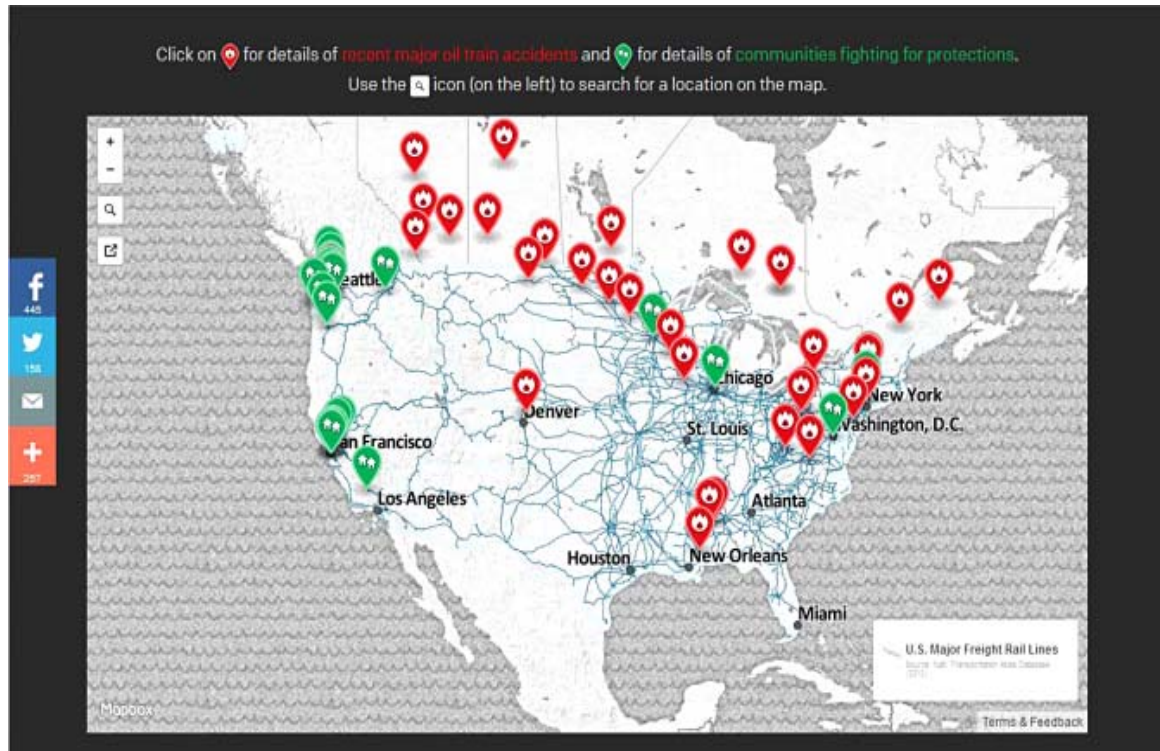 Click on for details of recent major oil train accidents and for details of communities fighting for protections.
Use the icon (on the left) to search for a location on the map.
+
−
f
445
+
Seattle
Chicago
New York
Denver
Washington, D.C.
St. Louis
San Francisco
Los Angeles
Atlanta
Houston
New Orleans
Miami
U.S. Major Freight Rail Lines
Mapbox
Terms & Feedback